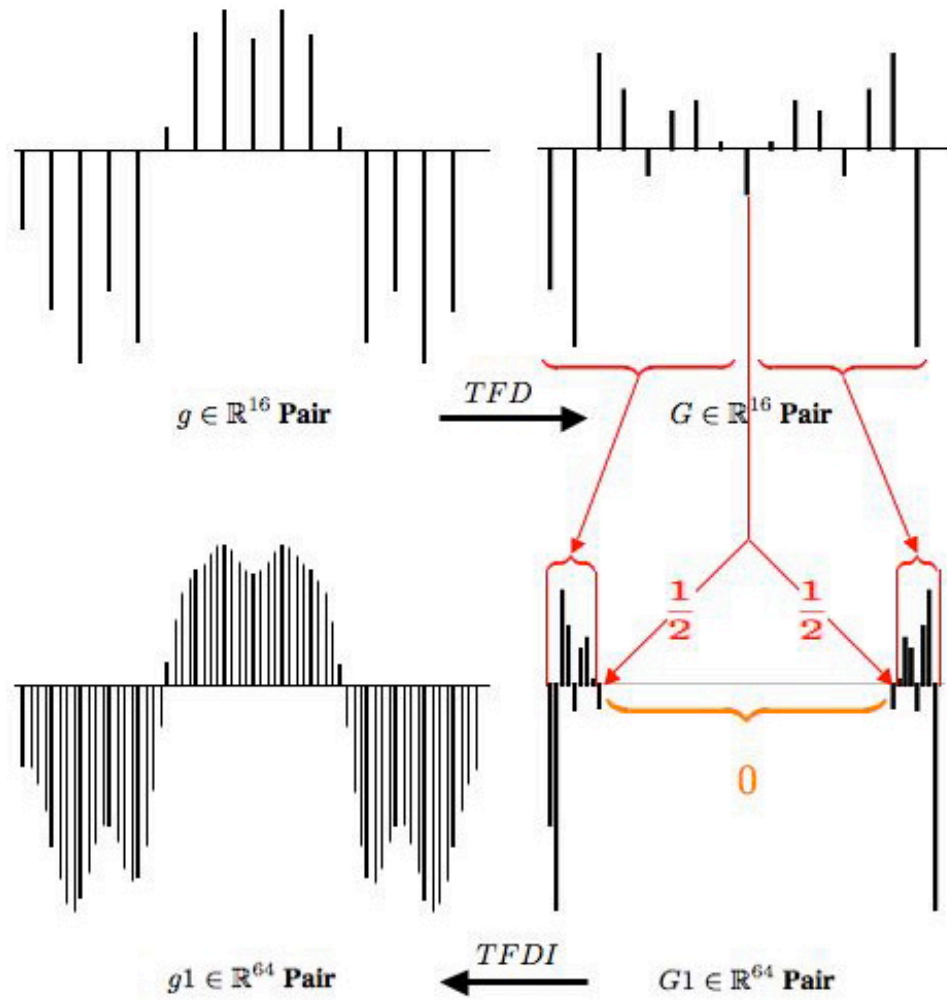 g ∈ ℝ¹⁶ Pair
TFD
G ∈ ℝ¹⁶ Pair
1/2
1/2
0
g1 ∈ ℝ⁶⁴ Pair
TFDI
G1 ∈ ℝ⁶⁴ Pair